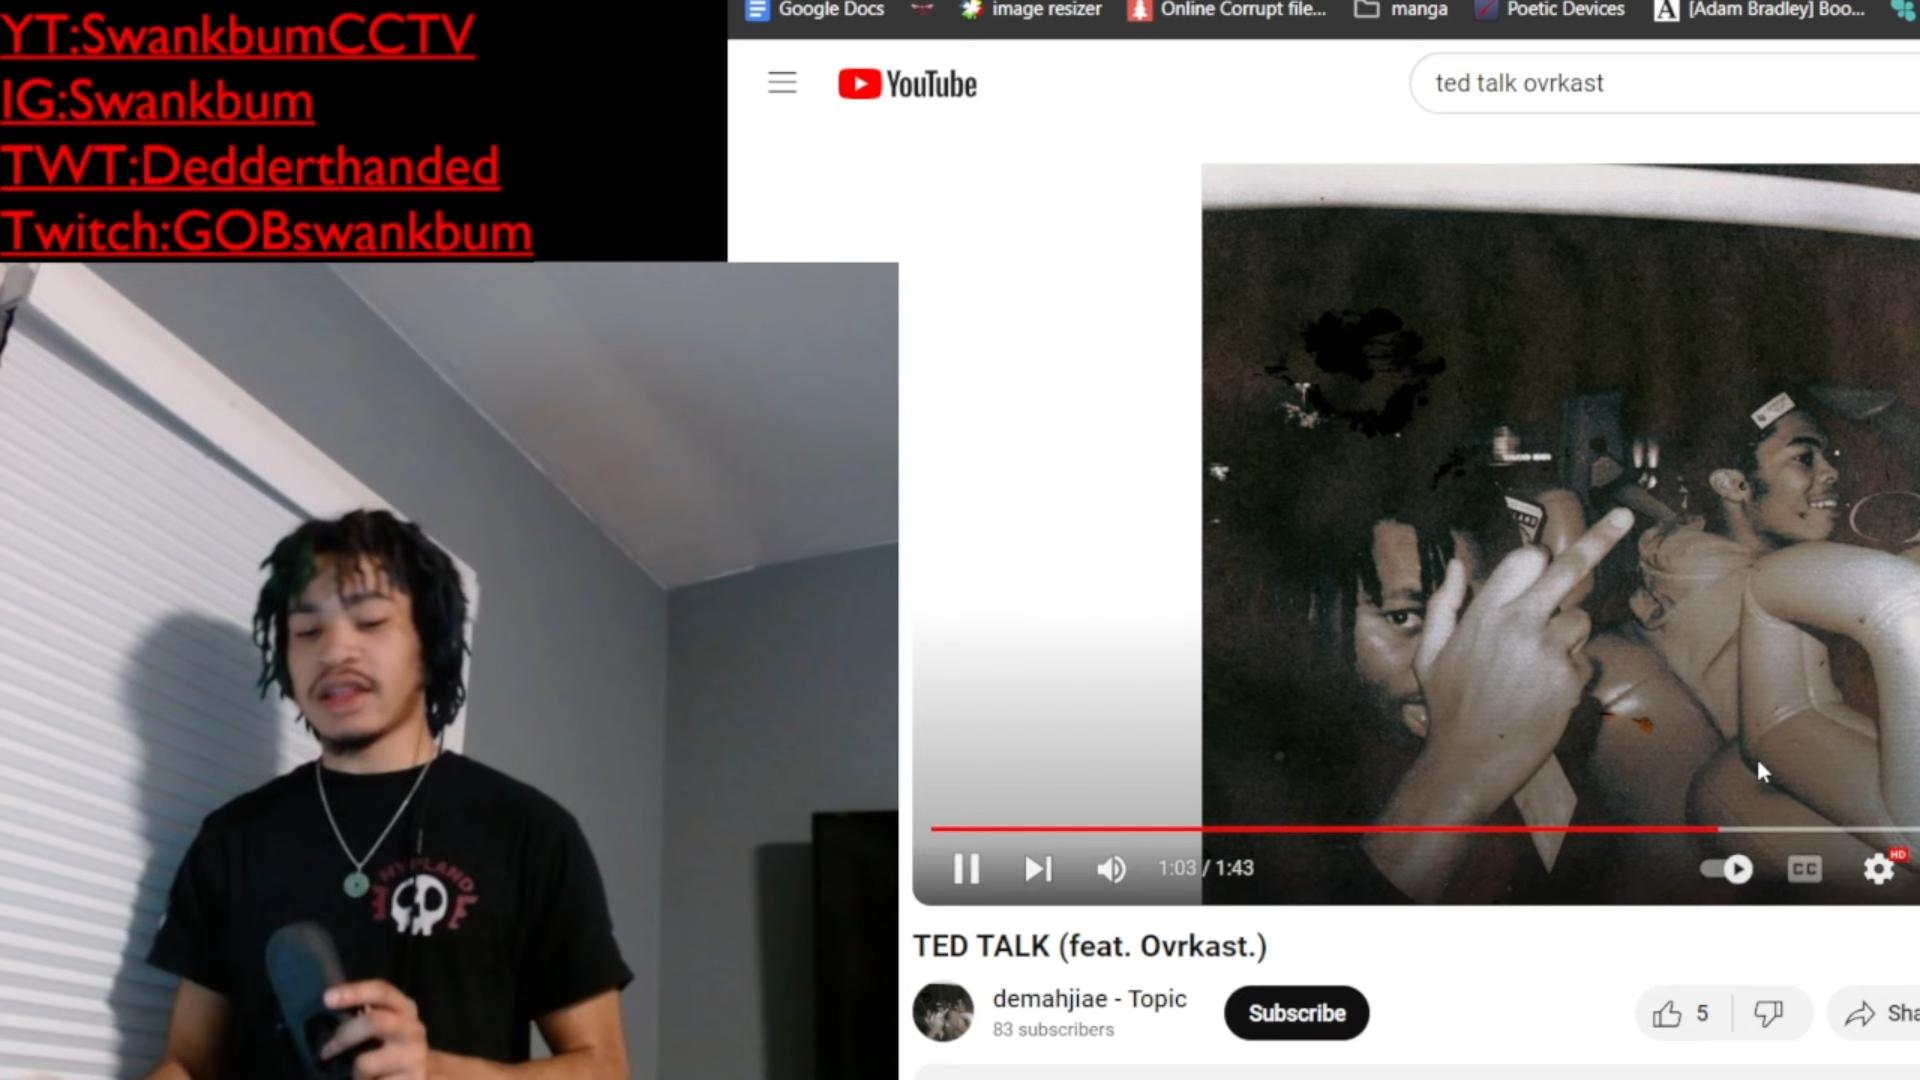 YT:SwankbumCCTV
IG:Swankbum
TWT:Dedderthanded
Twitch:GOBswankbum
Google Docs
image resizer
Online Corrupt file...
manga
Poetic Devices
A [Adam Bradley] Boo...
YouTube
ted talk ovrkast
1:03 / 1:43
CC
HD
TED TALK (feat. Ovrkast.)
demahjiae - Topic
83 subscribers
Subscribe
5
Sha